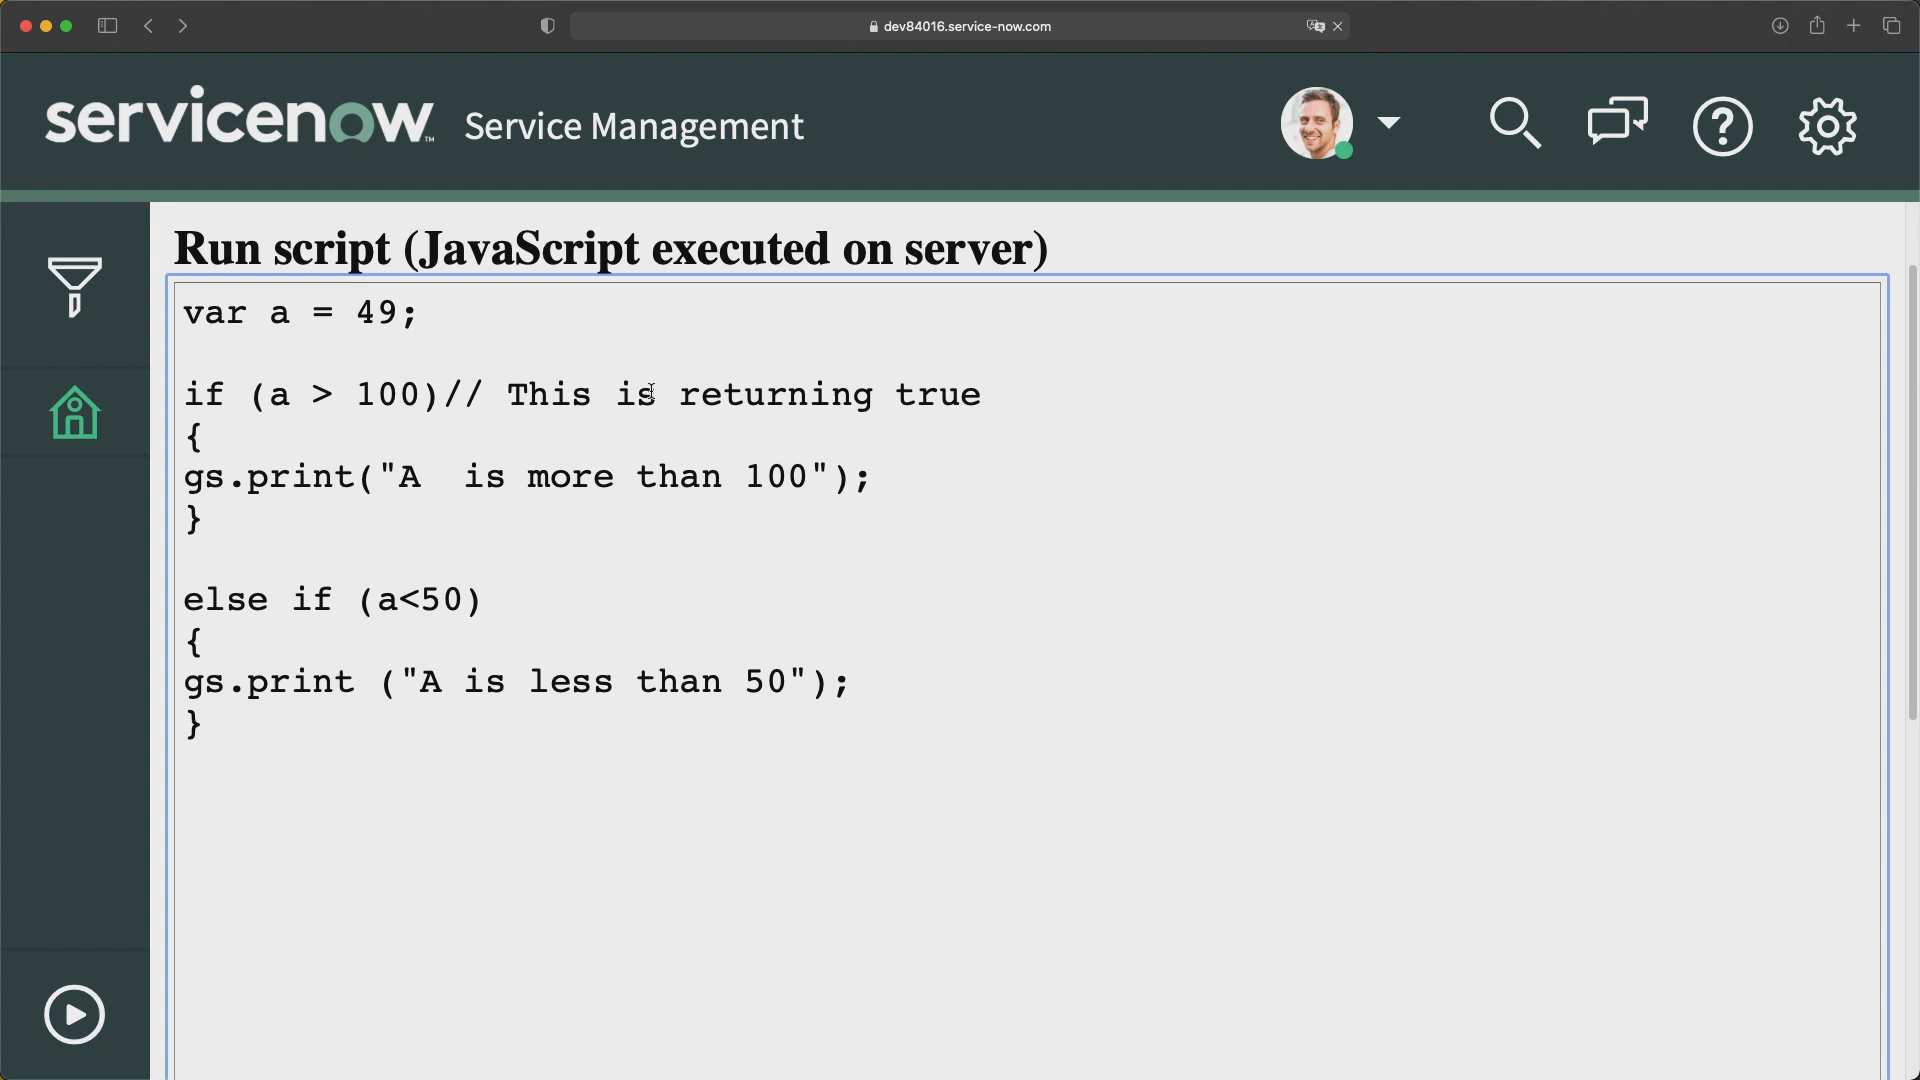 dev84016.service-now.com
servicenow™ Service Management
Run script (JavaScript executed on server)
var a = 49;
if (a > 100)// This is returning true
{
gs.print("A  is more than 100");
}
else if (a<50)
{
gs.print ("A is less than 50");
}